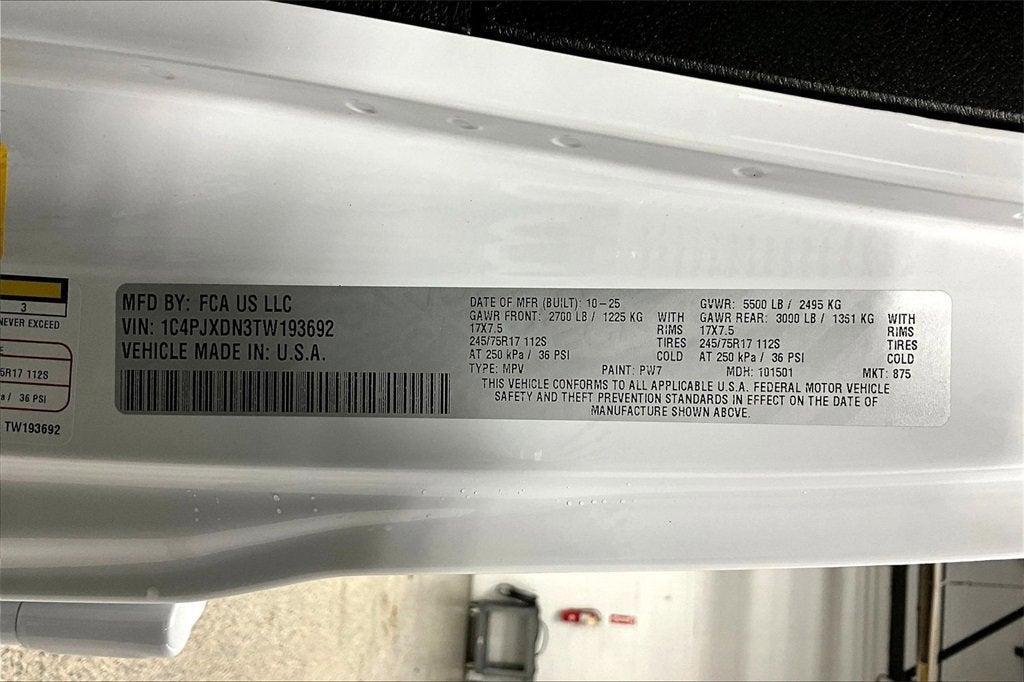 3
NEVER EXCEED
5R17 112S
a / 36 PSI
TW193692
MFD BY: FCA US LLC
VIN: 1C4PJXDN3TW193692
VEHICLE MADE IN: U.S.A.
DATE OF MFR (BUILT): 10-25 GVWR: 5500 LB / 2495 KG
GAWR FRONT: 2700 LB / 1225 KG WITH GAWR REAR: 3000 LB / 1351 KG WITH
17X7.5 RIMS 17X7.5 RIMS
245/75R17 112S TIRES 245/75R17 112S TIRES
AT 250 kPa / 36 PSI COLD AT 250 kPa / 36 PSI COLD
TYPE: MPV PAINT: PW7 MDH: 101501 MKT: 875
THIS VEHICLE CONFORMS TO ALL APPLICABLE U.S.A. FEDERAL MOTOR VEHICLE
SAFETY AND THEFT PREVENTION STANDARDS IN EFFECT ON THE DATE OF
MANUFACTURE SHOWN ABOVE.